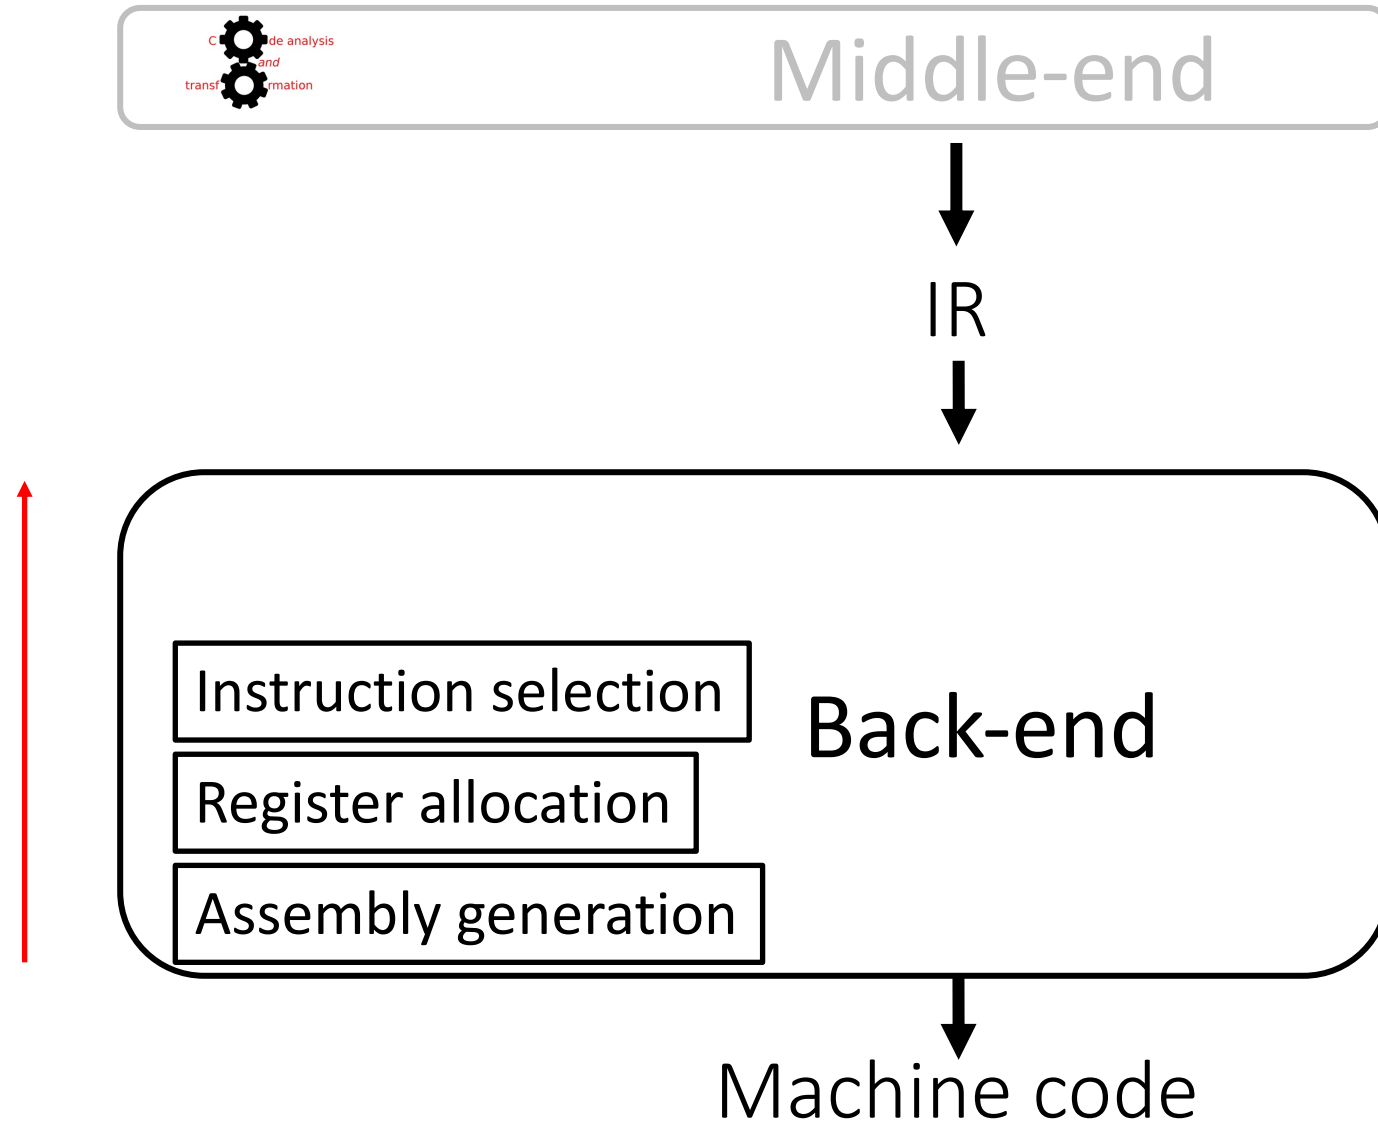 C de analysis
and
transf rmation
Middle-end
IR
Instruction selection
Back-end
Register allocation
Assembly generation
Machine code